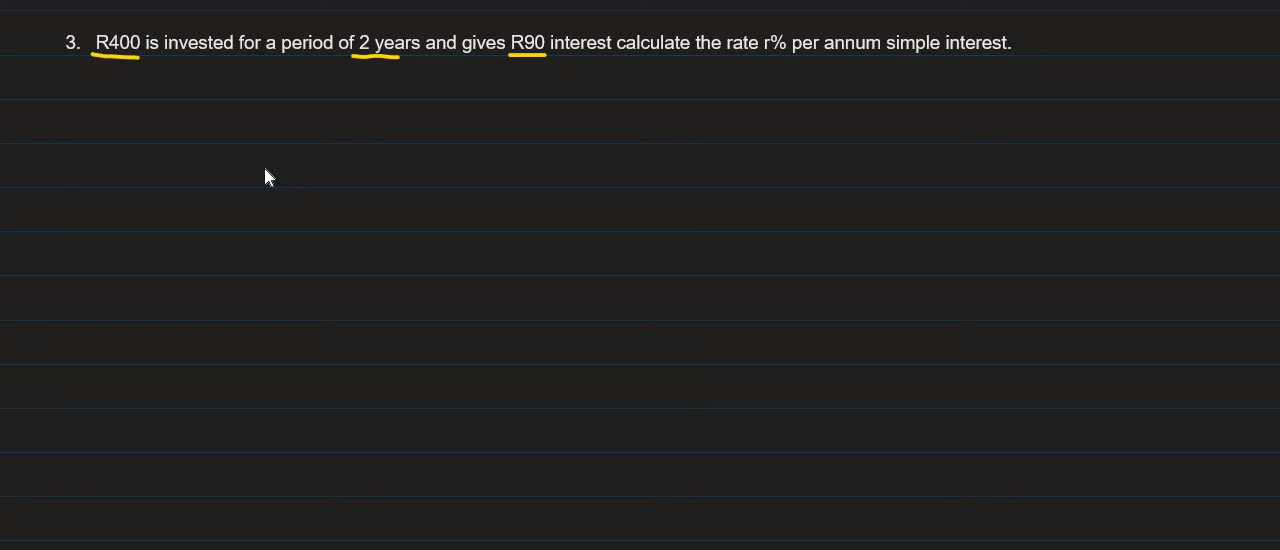 3. R400 is invested for a period of 2 years and gives R90 interest calculate the rate r% per annum simple interest.